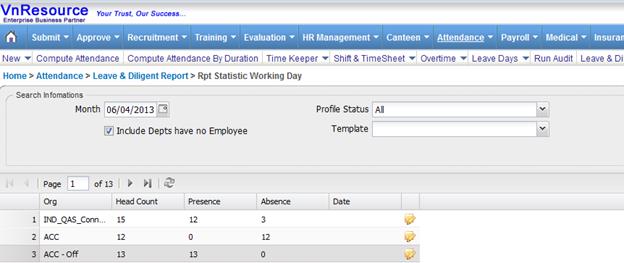 VnResource Your Trust, Our Success...
Enterprise Business Partner
Submit Approve Recruitment Training Evaluation HR Management Canteen Attendance Payroll Medical Insuran
New Compute Attendance Compute Attendance By Duration Time Keeper Shift & TimeSheet Overtime Leave Days Run Audit Leave & Di
Home > Attendance > Leave & Diligent Report > Rpt Statistic Working Day
Search Infomations
Month 06/04/2013 Profile Status All
Include Depts have no Employee Template
Page 1 of 13
Org Head Count Presence Absence Date
1 IND_QAS_Conn... 15 12 3
2 ACC 12 0 12
3 ACC - Off 13 13 0